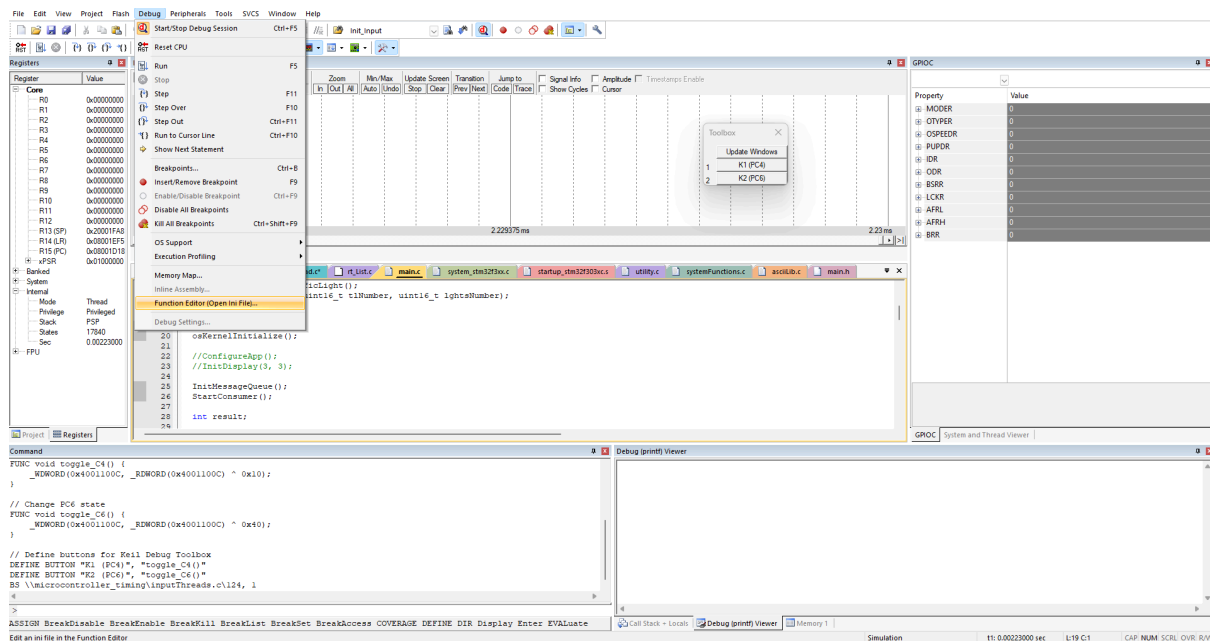 File Edit View Project Flash Debug Peripherals Tools SVCS Window Help
Start/Stop Debug Session Ctrl+F5
Init_Input
Reset CPU
Run F5
Stop
Step F11
Step Over F10
Step Out Ctrl+F11
Run to Cursor Line Ctrl+F10
Show Next Statement
Breakpoints... Ctrl+B
Insert/Remove Breakpoint F9
Enable/Disable Breakpoint Ctrl+F9
Disable All Breakpoints
Kill All Breakpoints Ctrl+Shift+F9
OS Support
Execution Profiling
Memory Map...
Inline Assembly...
Function Editor (Open Ini File)...
Debug Settings...
Registers
Register Value
Core
R0 0x00000000
R1 0x00000000
R2 0x00000000
R3 0x00000000
R4 0x00000000
R5 0x00000000
R6 0x00000000
R7 0x00000000
R8 0x00000000
R9 0x00000000
R10 0x00000000
R11 0x00000000
R12 0x00000000
R13 (SP) 0x20001FA8
R14 (LR) 0x08001EF5
R15 (PC) 0x08001D18
xPSR 0x01000000
Banked
System
Internal
Mode Thread
Privilege Privileged
Stack PSP
States 17840
Sec 0.00223000
FPU
Project Registers
Zoom Min/Max Update Screen Transition Jump to Signal Info Amplitude Timestamps Enable
In Out All Auto Undo Stop Clear Prev Next Code Trace Show Cycles Cursor
2.229375 ms 2.23 ms
Toolbox
Update Windows
1 K1 (PC4)
2 K2 (PC6)
rt_List.c main.c system_stm32f3xx.c startup_stm32f303xc.s utility.c systemFunctions.c asciiLib.c main.h
icLight();
uint16_t tlNumber, uint16_t lghtsNumber);
20 osKernelInitialize();
21
22 //ConfigureApp();
23 //InitDisplay(3, 3);
24
25 InitMessageQueue();
26 StartConsumer();
27
28 int result;
29
GPIOC
Property Value
MODER 0
OTYPER 0
OSPEEDR 0
PUPDR 0
IDR 0
ODR 0
BSRR 0
LCKR 0
AFRL 0
AFRH 0
BRR 0
GPIOC System and Thread Viewer
Command
FUNC void toggle_C4() {
_WDWORD(0x4001100C, _RDWORD(0x4001100C) ^ 0x10);
}
// Change PC6 state
FUNC void toggle_C6() {
_WDWORD(0x4001100C, _RDWORD(0x4001100C) ^ 0x40);
}
// Define buttons for Keil Debug Toolbox
DEFINE BUTTON "K1 (PC4)", "toggle_C4()"
DEFINE BUTTON "K2 (PC6)", "toggle_C6()"
BS \\microcontroller_timing\inputThreads.c\124, 1
>
ASSIGN BreakDisable BreakEnable BreakKill BreakList BreakSet BreakAccess COVERAGE DEFINE DIR Display Enter EVALuate
Debug (printf) Viewer
Call Stack + Locals Debug (printf) Viewer Memory 1
Edit an ini file in the Function Editor
Simulation t1: 0.00223000 sec L:19 C:1 CAP NUM SCRL OVR R/W